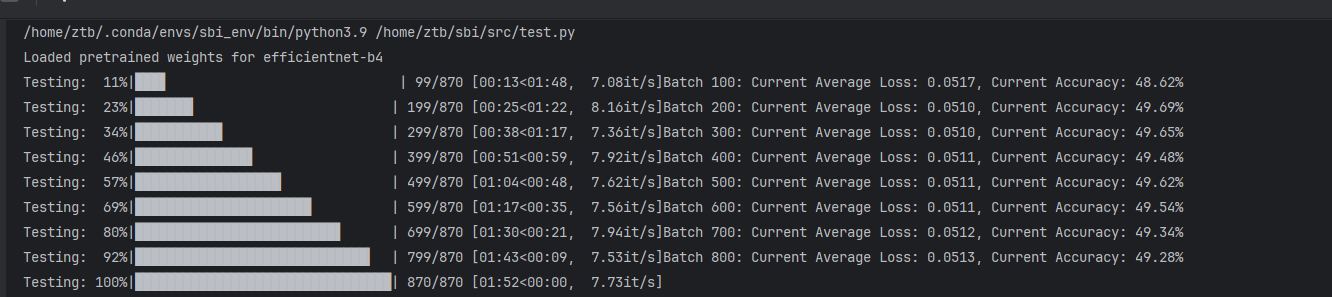 /home/ztb/.conda/envs/sbi_env/bin/python3.9 /home/ztb/sbi/src/test.py
Loaded pretrained weights for efficientnet-b4
Testing:  11%|████                             | 99/870 [00:13<01:48,  7.08it/s]Batch 100: Current Average Loss: 0.0517, Current Accuracy: 48.62%
Testing:  23%|███████                         | 199/870 [00:25<01:22,  8.16it/s]Batch 200: Current Average Loss: 0.0510, Current Accuracy: 49.69%
Testing:  34%|███████████                     | 299/870 [00:38<01:17,  7.36it/s]Batch 300: Current Average Loss: 0.0510, Current Accuracy: 49.65%
Testing:  46%|███████████████                 | 399/870 [00:51<00:59,  7.92it/s]Batch 400: Current Average Loss: 0.0511, Current Accuracy: 49.48%
Testing:  57%|██████████████████              | 499/870 [01:04<00:48,  7.62it/s]Batch 500: Current Average Loss: 0.0511, Current Accuracy: 49.62%
Testing:  69%|██████████████████████          | 599/870 [01:17<00:35,  7.56it/s]Batch 600: Current Average Loss: 0.0511, Current Accuracy: 49.54%
Testing:  80%|██████████████████████████      | 699/870 [01:30<00:21,  7.94it/s]Batch 700: Current Average Loss: 0.0512, Current Accuracy: 49.34%
Testing:  92%|█████████████████████████████   | 799/870 [01:43<00:09,  7.53it/s]Batch 800: Current Average Loss: 0.0513, Current Accuracy: 49.28%
Testing: 100%|████████████████████████████████| 870/870 [01:52<00:00,  7.73it/s]